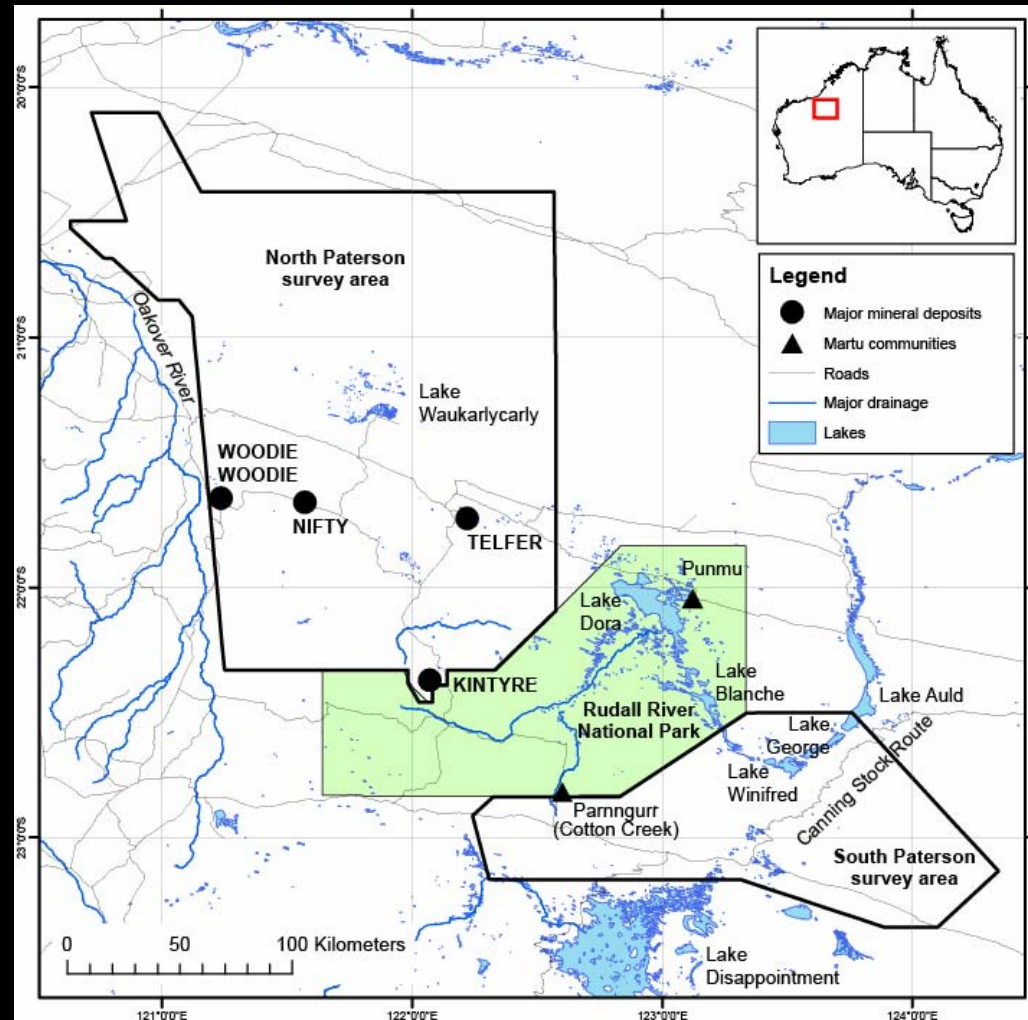 20°0'0"S
21°0'0"S
22°0'0"S
23°0'0"S
North Paterson
survey area
Oakover River
Lake
Waukarlycarly
WOODIE
WOODIE
NIFTY
TELFER
Punmu
Lake
Dora
KINTYRE
Lake
Blanche
Rudall River
National Park
Lake Auld
Lake
George
Lake
Winifred
Canning Stock Route
Parnngurr
(Cotton Creek)
South Paterson
survey area
Lake
Disappointment
0 50 100 Kilometers
121°0'0"E 122°0'0"E 123°0'0"E 124°0'0"E
Legend
Major mineral deposits
Martu communities
Roads
Major drainage
Lakes